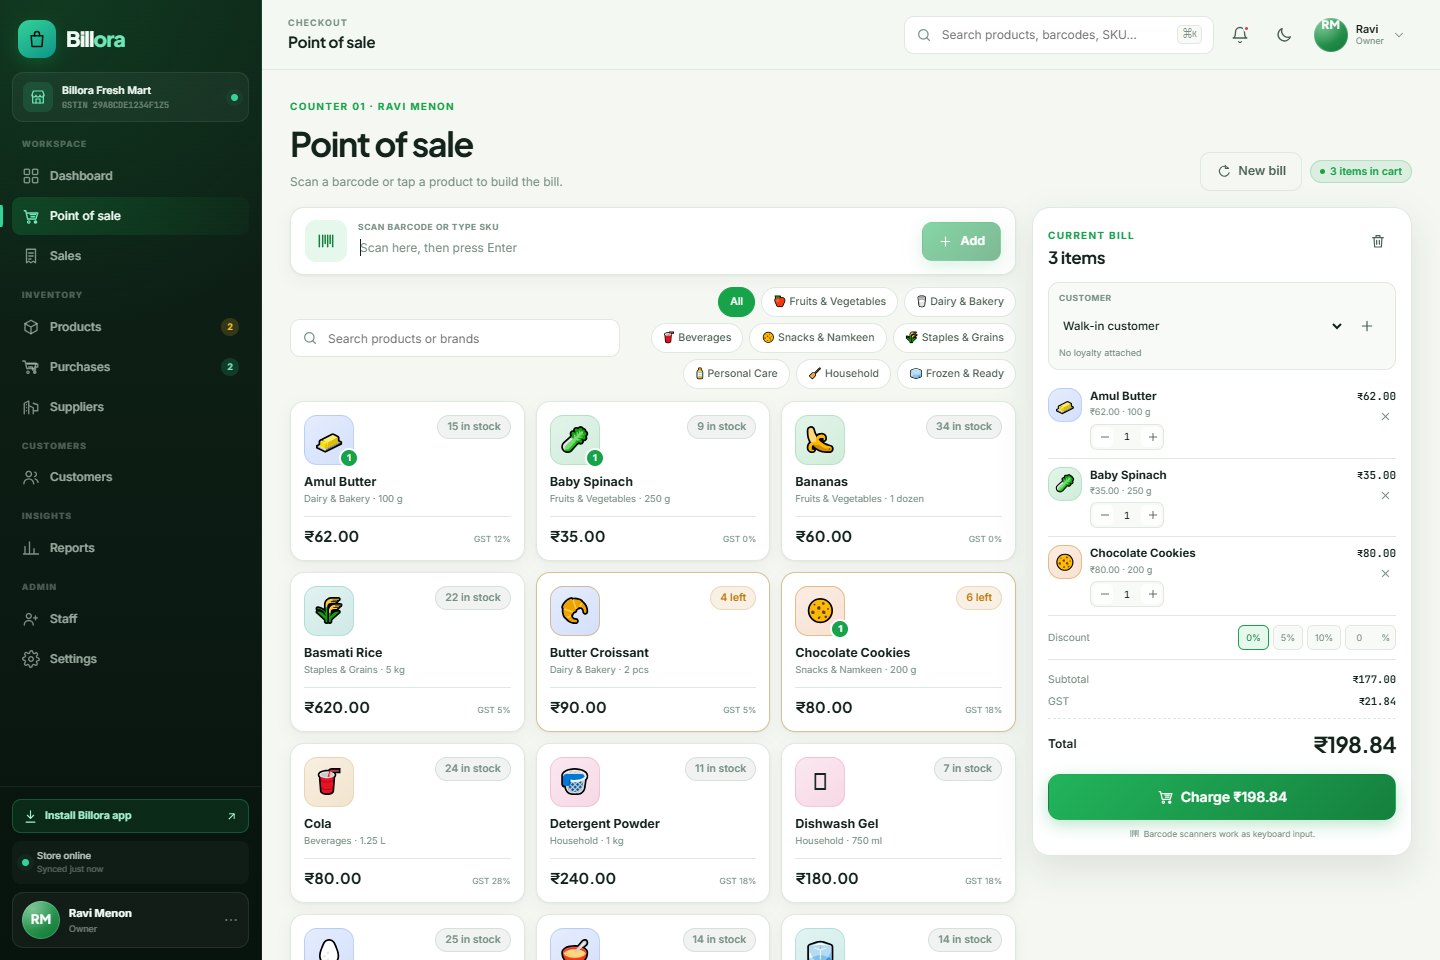 Billora
Billora Fresh Mart
GSTIN 29ABCDE1234F1Z5
WORKSPACE
Dashboard
Point of sale
Sales
INVENTORY
Products 2
Purchases 2
Suppliers
CUSTOMERS
Customers
INSIGHTS
Reports
ADMIN
Staff
Settings
Install Billora app
Store online
Synced just now
RM Ravi Menon
Owner
CHECKOUT
Point of sale
Search products, barcodes, SKU... ⌘K
RM Ravi
Owner
COUNTER 01 · RAVI MENON
Point of sale
Scan a barcode or tap a product to build the bill.
New bill
3 items in cart
SCAN BARCODE OR TYPE SKU
Scan here, then press Enter
Add
Search products or brands
All Fruits & Vegetables Dairy & Bakery
Beverages Snacks & Namkeen Staples & Grains
Personal Care Household Frozen & Ready
15 in stock
1
Amul Butter
Dairy & Bakery · 100 g
₹62.00 GST 12%
9 in stock
1
Baby Spinach
Fruits & Vegetables · 250 g
₹35.00 GST 0%
34 in stock
Bananas
Fruits & Vegetables · 1 dozen
₹60.00 GST 0%
22 in stock
Basmati Rice
Staples & Grains · 5 kg
₹620.00 GST 5%
4 left
Butter Croissant
Dairy & Bakery · 2 pcs
₹90.00 GST 5%
6 left
1
Chocolate Cookies
Snacks & Namkeen · 200 g
₹80.00 GST 18%
24 in stock
Cola
Beverages · 1.25 L
₹80.00 GST 28%
11 in stock
Detergent Powder
Household · 1 kg
₹240.00 GST 18%
7 in stock
Dishwash Gel
Household · 750 ml
₹180.00 GST 18%
25 in stock
14 in stock
14 in stock
CURRENT BILL
3 items
CUSTOMER
Walk-in customer
No loyalty attached
Amul Butter ₹62.00
₹62.00 · 100 g
1
Baby Spinach ₹35.00
₹35.00 · 250 g
1
Chocolate Cookies ₹80.00
₹80.00 · 200 g
1
Discount 0% 5% 10% 0 %
Subtotal ₹177.00
GST ₹21.84
Total ₹198.84
Charge ₹198.84
Barcode scanners work as keyboard input.